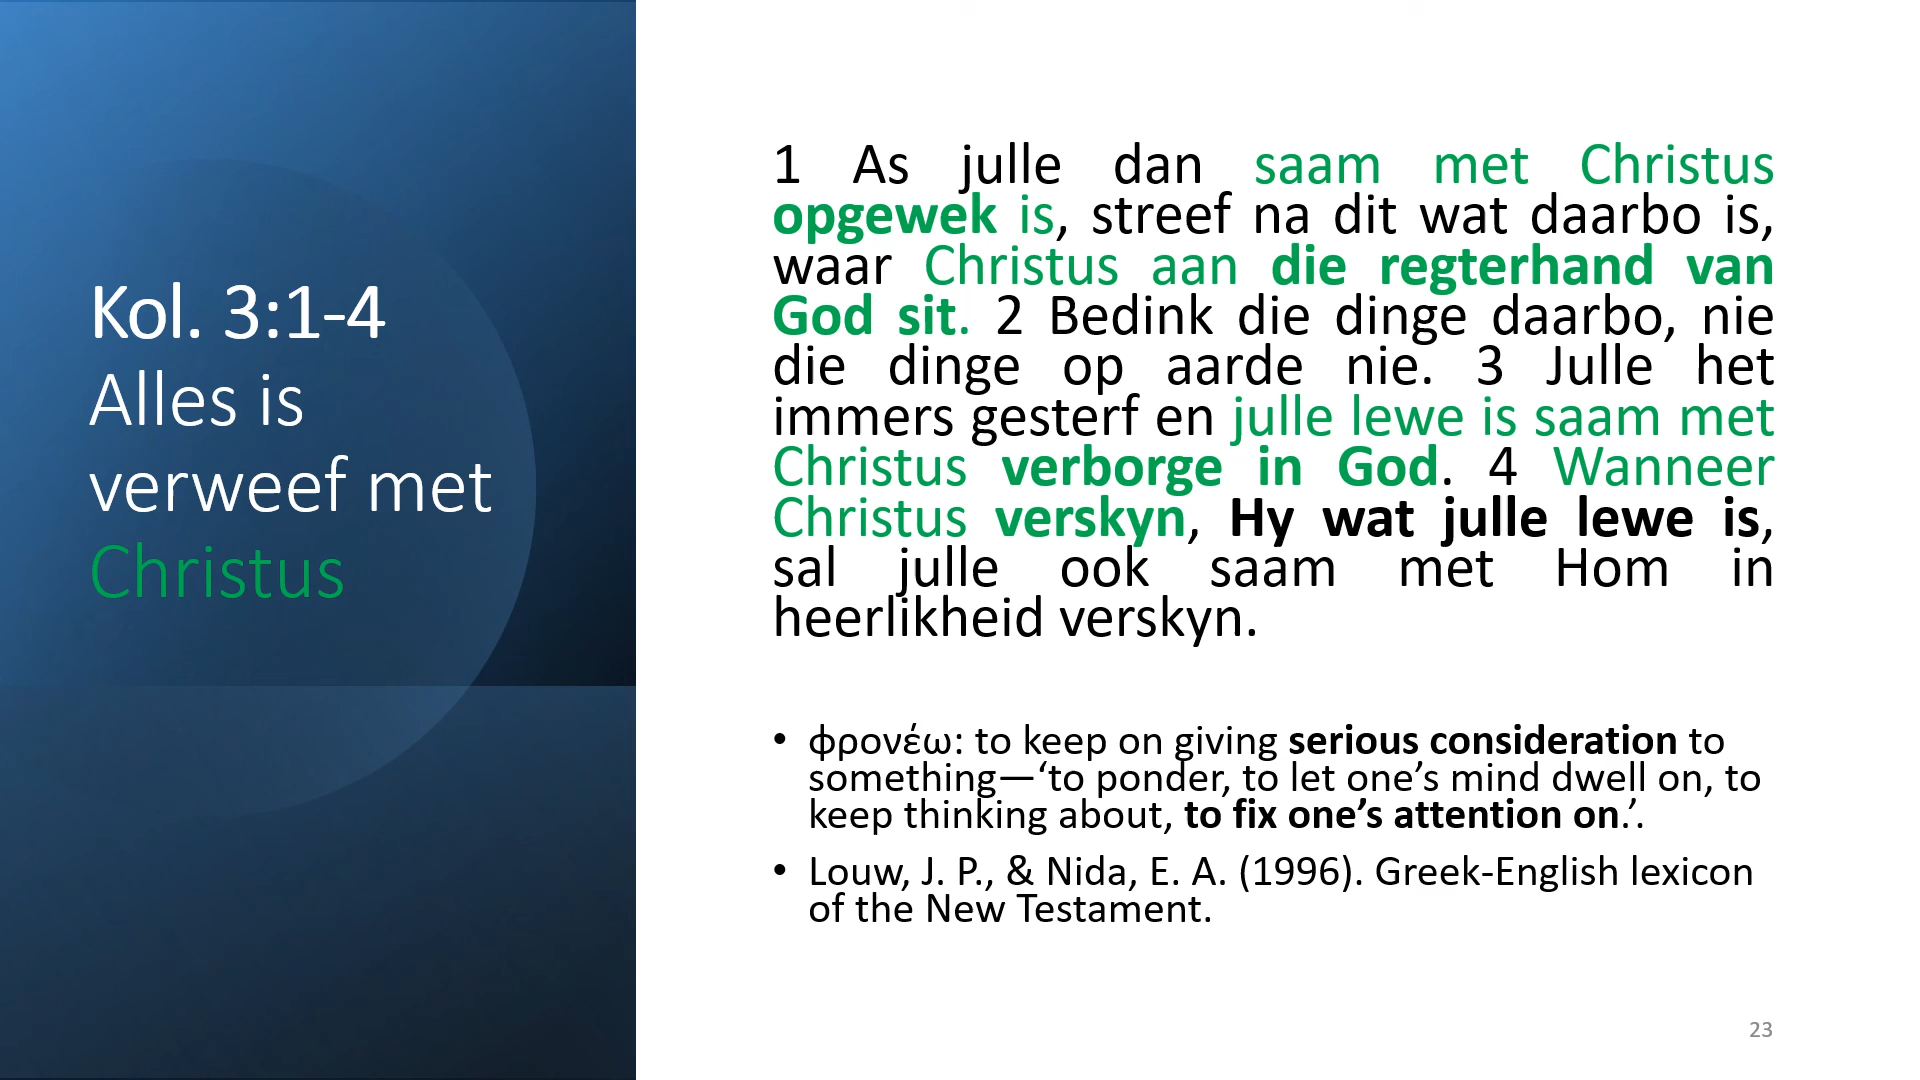 Kol. 3:1-4
Alles is
verweef met
Christus
1 As julle dan saam met Christus
opgewek is, streef na dit wat daarbo is,
waar Christus aan die regterhand van
God sit. 2 Bedink die dinge daarbo, nie
die dinge op aarde nie. 3 Julle het
immers gesterf en julle lewe is saam met
Christus verborge in God. 4 Wanneer
Christus verskyn, Hy wat julle lewe is,
sal julle ook saam met Hom in
heerlikheid verskyn.
• φρονέω: to keep on giving serious consideration to
something—‘to ponder, to let one’s mind dwell on, to
keep thinking about, to fix one’s attention on.’.
• Louw, J. P., & Nida, E. A. (1996). Greek-English lexicon
of the New Testament.
23